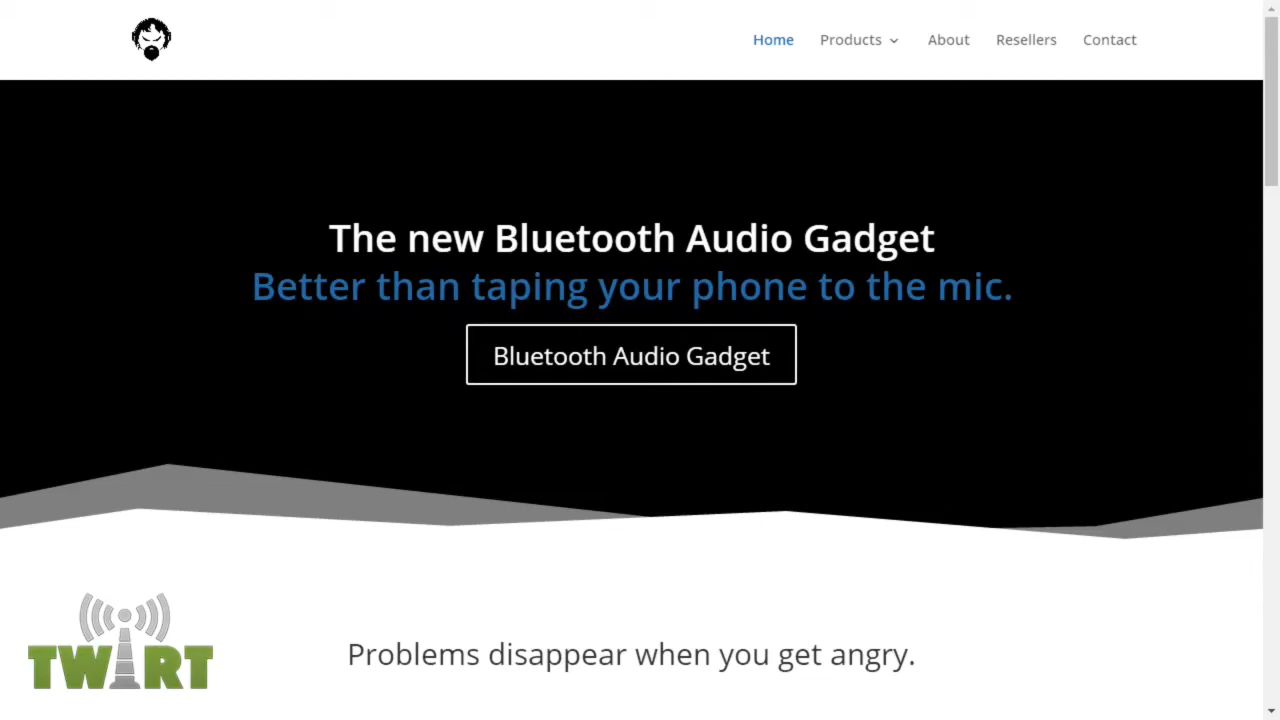 Home Products About Resellers Contact
The new Bluetooth Audio Gadget
Better than taping your phone to the mic.
Bluetooth Audio Gadget
Problems disappear when you get angry.
TWiRT